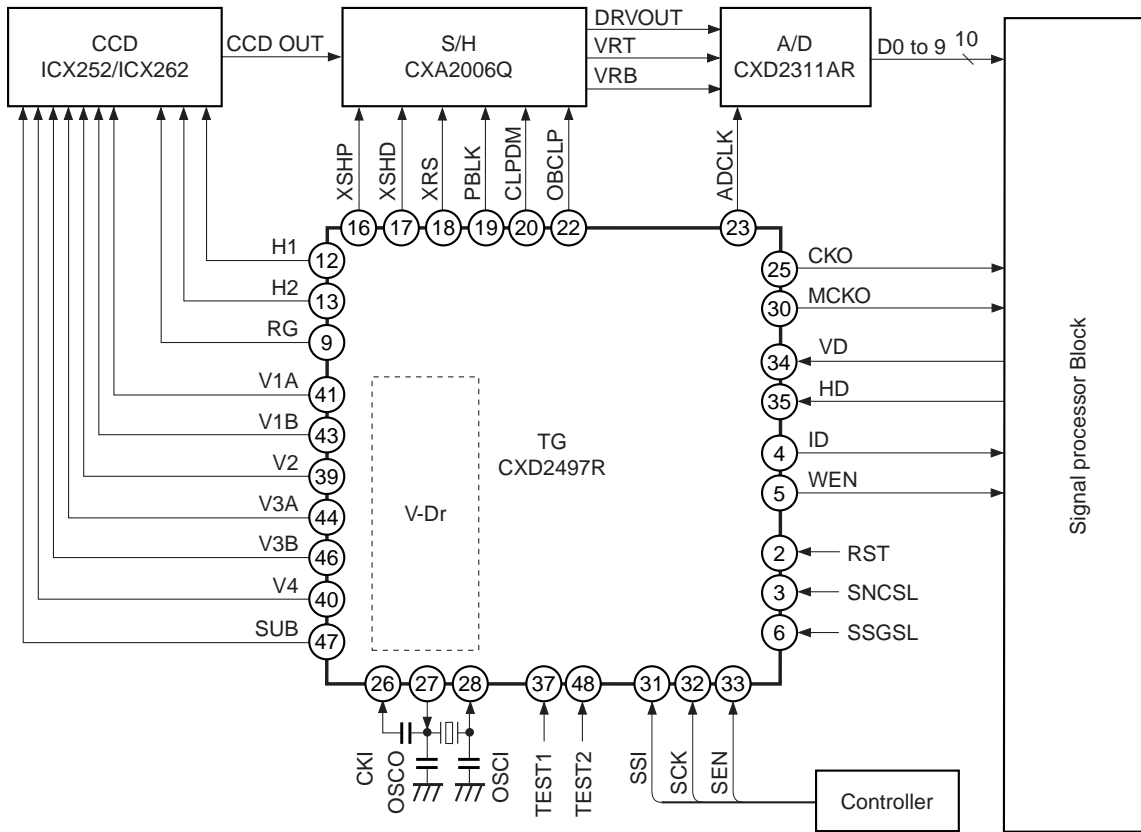 CCD
ICX252/ICX262
CCD OUT
S/H
CXA2006Q
DRVOUT
VRT
VRB
A/D
CXD2311AR
D0 to 9
10
Signal processor Block
XSHP
XSHD
XRS
PBLK
CLPDM
OBCLP
ADCLK
16
17
18
19
20
22
23
H1
12
H2
13
RG
9
V1A
41
V1B
43
V2
39
V3A
44
V3B
46
V4
40
SUB
47
V-Dr
TG
CXD2497R
25
CKO
30
MCKO
34
VD
35
HD
4
ID
5
WEN
2
RST
3
SNCSL
6
SSGSL
26
27
28
37
48
31
32
33
CKI
OSCO
OSCI
TEST1
TEST2
SSI
SCK
SEN
Controller